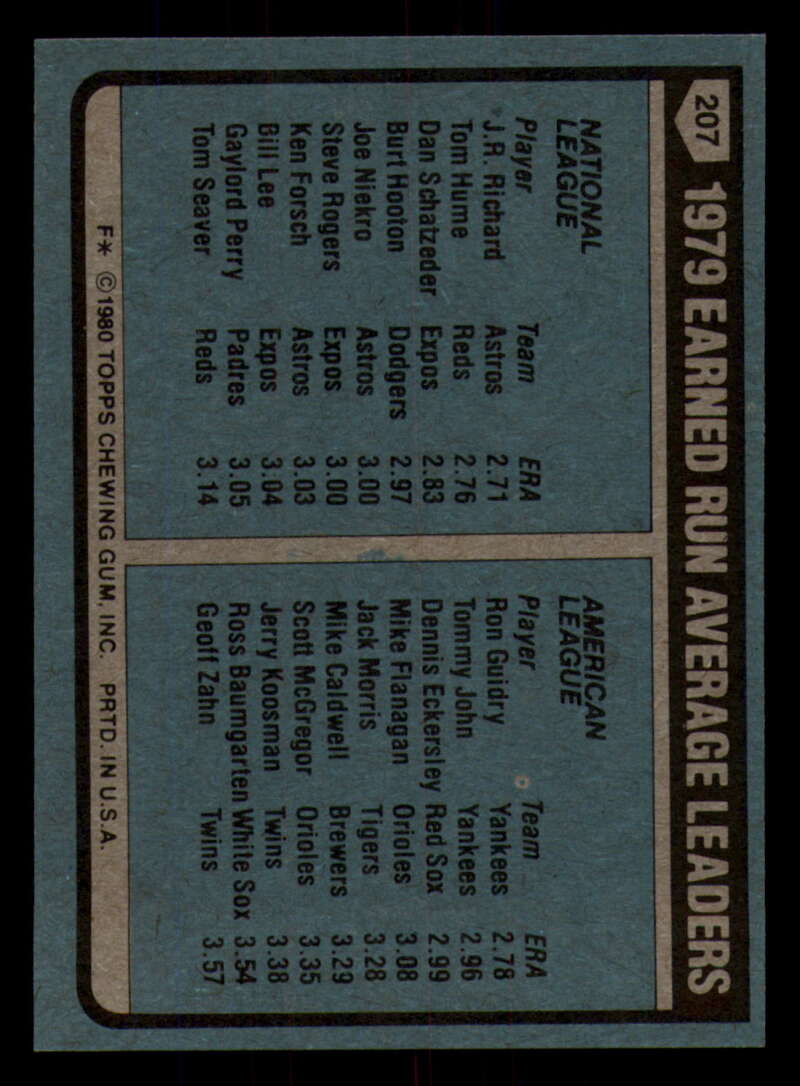 207 1979 EARNED RUN AVERAGE LEADERS
NATIONAL
LEAGUE
Player Team ERA
J.R. Richard Astros 2.71
Tom Hume Reds 2.76
Dan Schatzeder Expos 2.83
Burt Hooton Dodgers 2.97
Joe Niekro Astros 3.00
Steve Rogers Expos 3.00
Ken Forsch Astros 3.03
Bill Lee Expos 3.04
Gaylord Perry Padres 3.05
Tom Seaver Reds 3.14
AMERICAN
LEAGUE
Player Team ERA
Ron Guidry Yankees 2.78
Tommy John Yankees 2.96
Dennis Eckersley Red Sox 2.99
Mike Flanagan Orioles 3.08
Jack Morris Tigers 3.28
Mike Caldwell Brewers 3.29
Scott McGregor Orioles 3.35
Jerry Koosman Twins 3.38
Ross Baumgarten White Sox 3.54
Geoff Zahn Twins 3.57
F* ©1980 TOPPS CHEWING GUM, INC. PRTD. IN U.S.A.